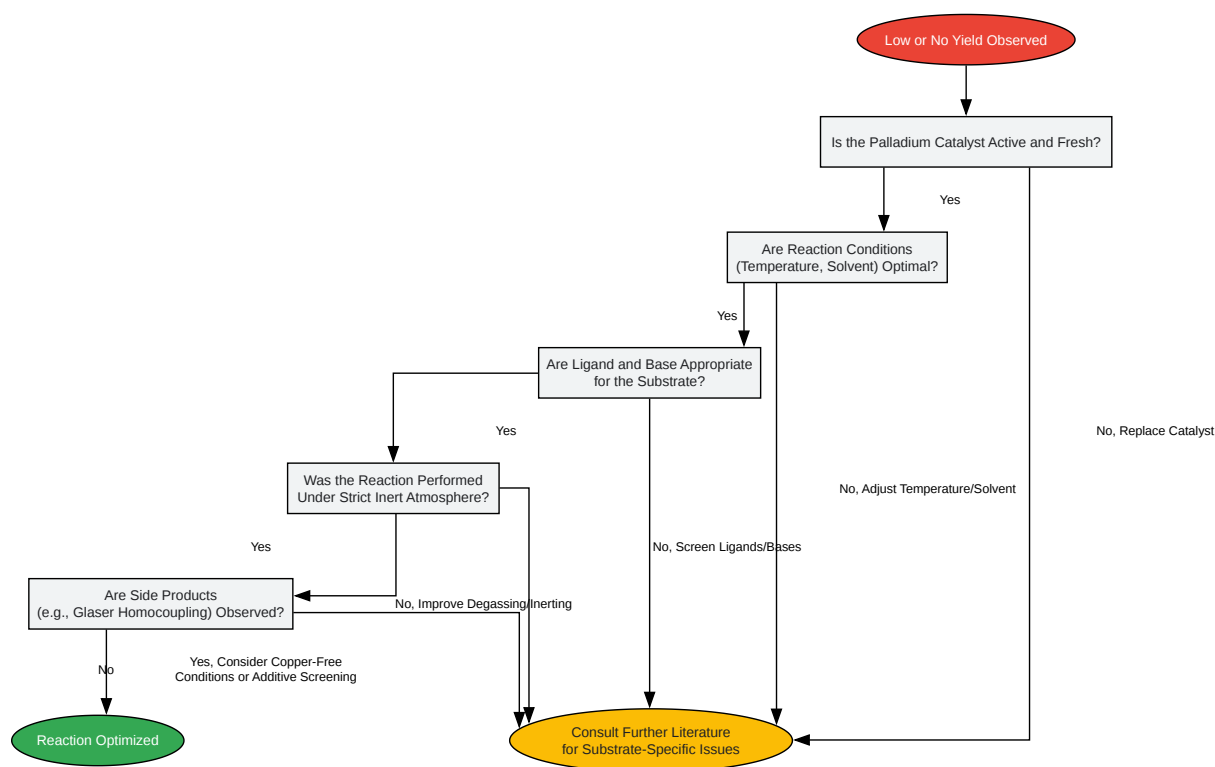 Low or No Yield Observed
Is the Palladium Catalyst Active and Fresh?
Yes
Are Reaction Conditions
(Temperature, Solvent) Optimal?
Yes
Are Ligand and Base Appropriate
for the Substrate?
Yes
No, Replace Catalyst
Was the Reaction Performed
Under Strict Inert Atmosphere?
No, Adjust Temperature/Solvent
Yes
No, Screen Ligands/Bases
Are Side Products
(e.g., Glaser Homocoupling) Observed?
No, Improve Degassing/Inerting
No
Yes, Consider Copper-Free
Conditions or Additive Screening
Reaction Optimized
Consult Further Literature
for Substrate-Specific Issues